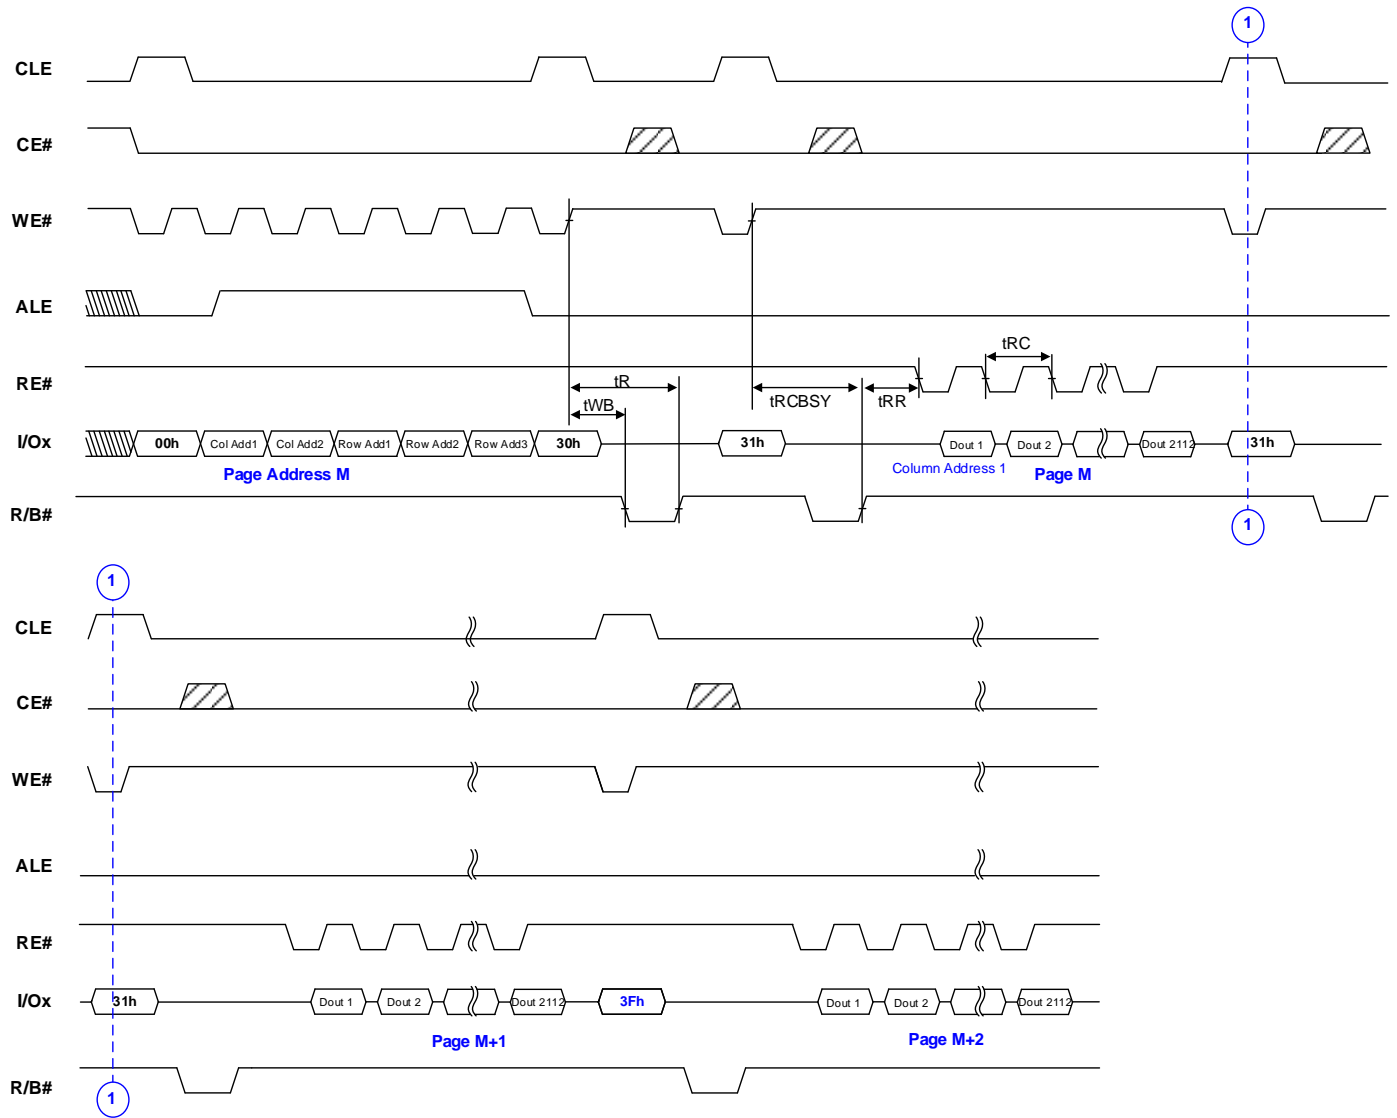 1
CLE
CE#
WE#
ALE
tRC
RE#
tR
tWB
tRCBSY
tRR
I/Ox
00h
Col Add1
Col Add2
Row Add1
Row Add2
Row Add3
30h
31h
Dout 1
Dout 2
Dout 2112
31h
Page Address M
Column Address 1
Page M
R/B#
1
1
CLE
CE#
WE#
ALE
RE#
I/Ox
31h
Dout 1
Dout 2
Dout 2112
3Fh
Dout 1
Dout 2
Dout 2112
Page M+1
Page M+2
R/B#
1